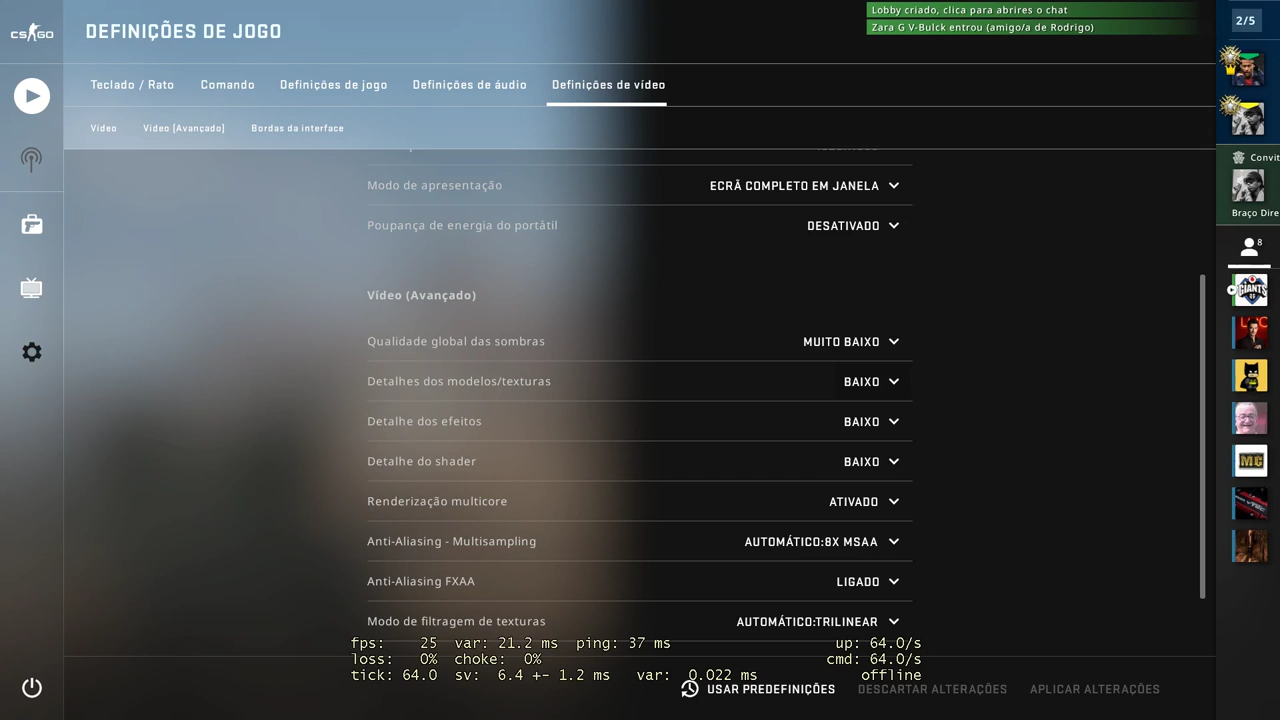 CS GO
DEFINIÇÕES DE JOGO
Lobby criado, clica para abrires o chat
Zara G V-Bulck entrou (amigo/a de Rodrigo)
2/5
Teclado / Rato
Comando
Definições de jogo
Definições de áudio
Definições de vídeo
Vídeo
Vídeo [Avançado]
Bordas da interface
Modo de apresentação
ECRÃ COMPLETO EM JANELA
Poupança de energia do portátil
DESATIVADO
Vídeo (Avançado)
Qualidade global das sombras
MUITO BAIXO
Detalhes dos modelos/texturas
BAIXO
Detalhe dos efeitos
BAIXO
Detalhe do shader
BAIXO
Renderização multicore
ATIVADO
Anti-Aliasing - Multisampling
AUTOMÁTICO:8X MSAA
Anti-Aliasing FXAA
LIGADO
Modo de filtragem de texturas
AUTOMÁTICO:TRILINEAR
fps: 25 var: 21.2 ms ping: 37 ms up: 64.0/s
loss: 0% choke: 0% cmd: 64.0/s
tick: 64.0 sv: 6.4 +- 1.2 ms var: 0.022 ms offline
USAR PREDEFINIÇÕES
DESCARTAR ALTERAÇÕES
APLICAR ALTERAÇÕES
Convit
Braço Dire
8
GIANTS
MC